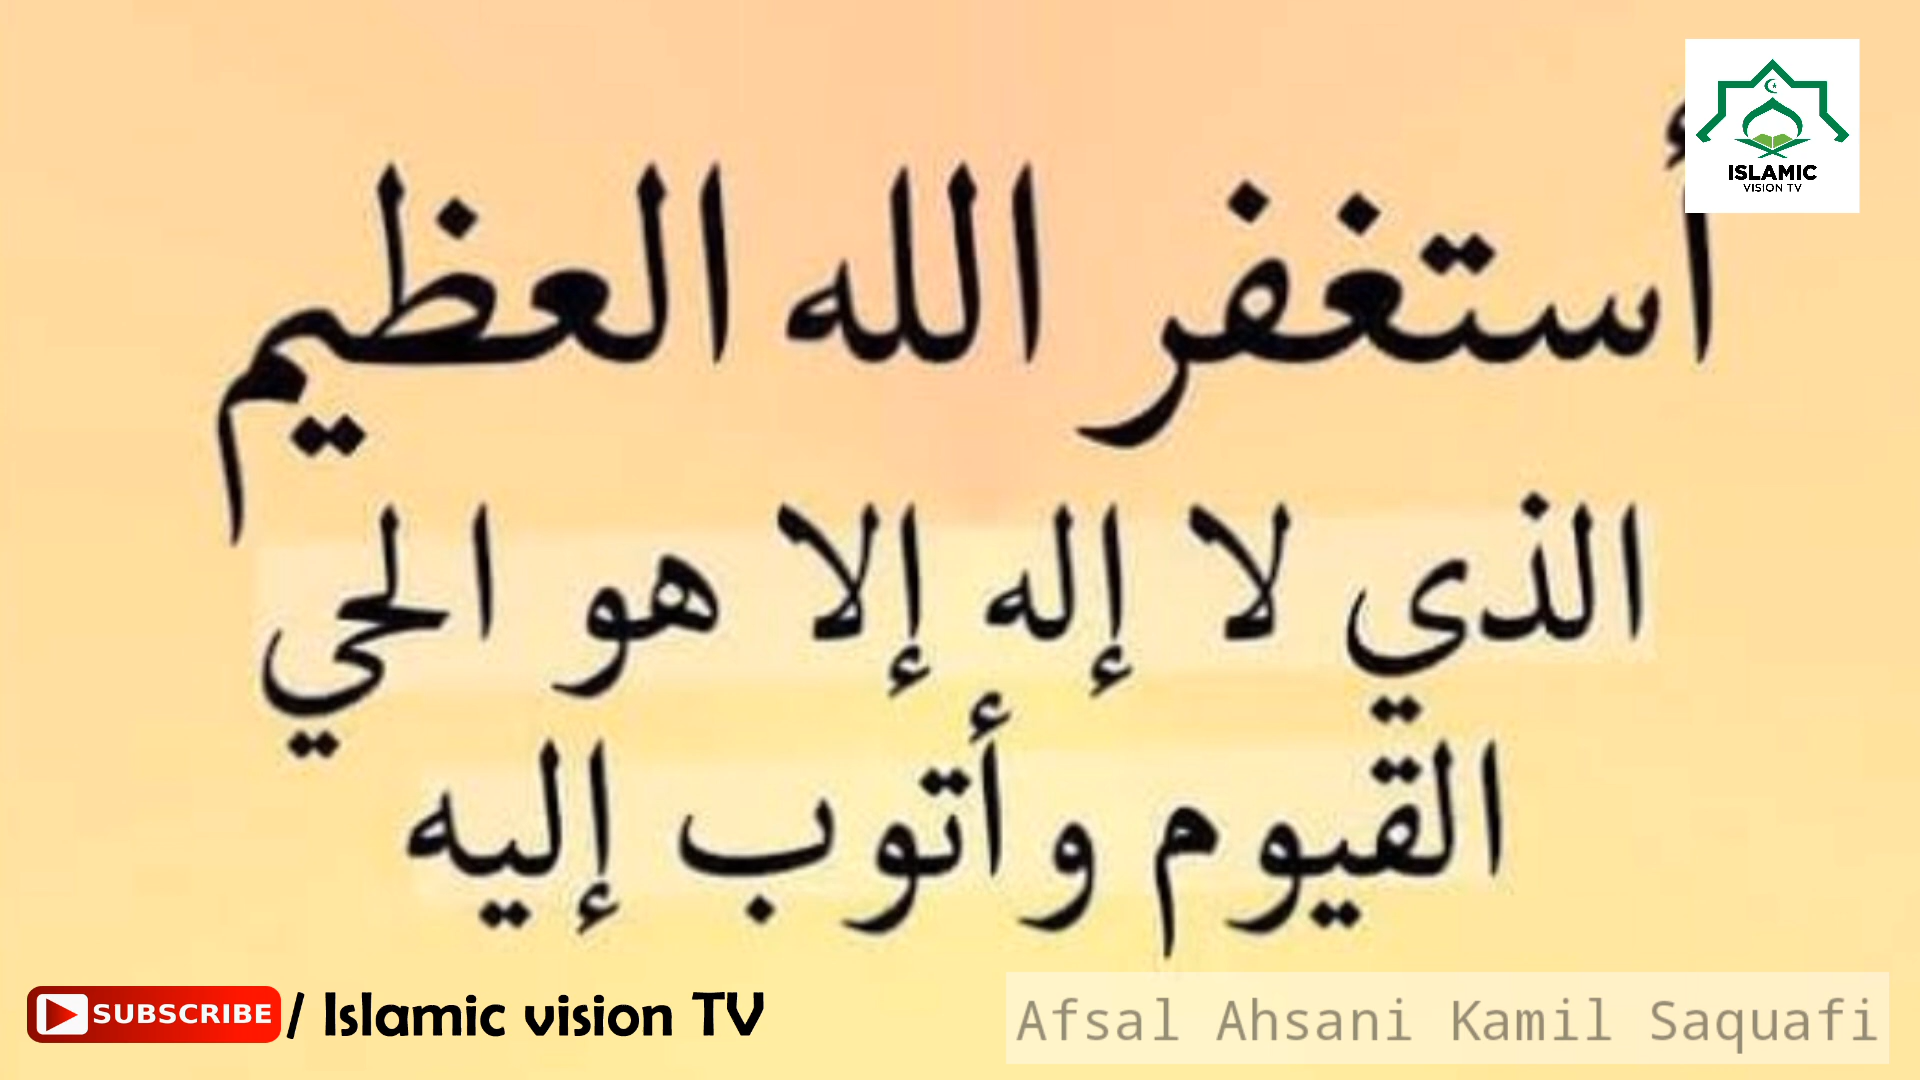 ISLAMIC
VISION TV
أستغفر الله العظيم
الذي لا إله إلا هو الحي
القيوم وأتوب إليه
SUBSCRIBE / Islamic vision TV
Afsal Ahsani Kamil Saquafi